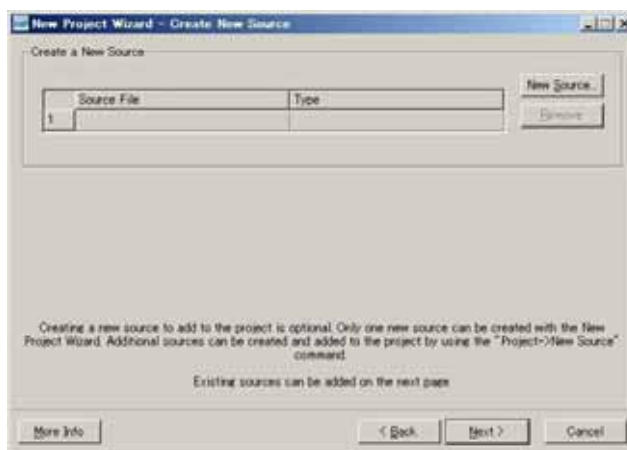 New Project Wizard - Create New Source
Create a New Source
Source File Type
New Source...
1
Remove
Creating a new source to add to the project is optional. Only one new source can be created with the New
Project Wizard. Additional sources can be created and added to the project by using the "Project->New Source"
command.
Existing sources can be added on the next page.
More Info
< Back
Next >
Cancel